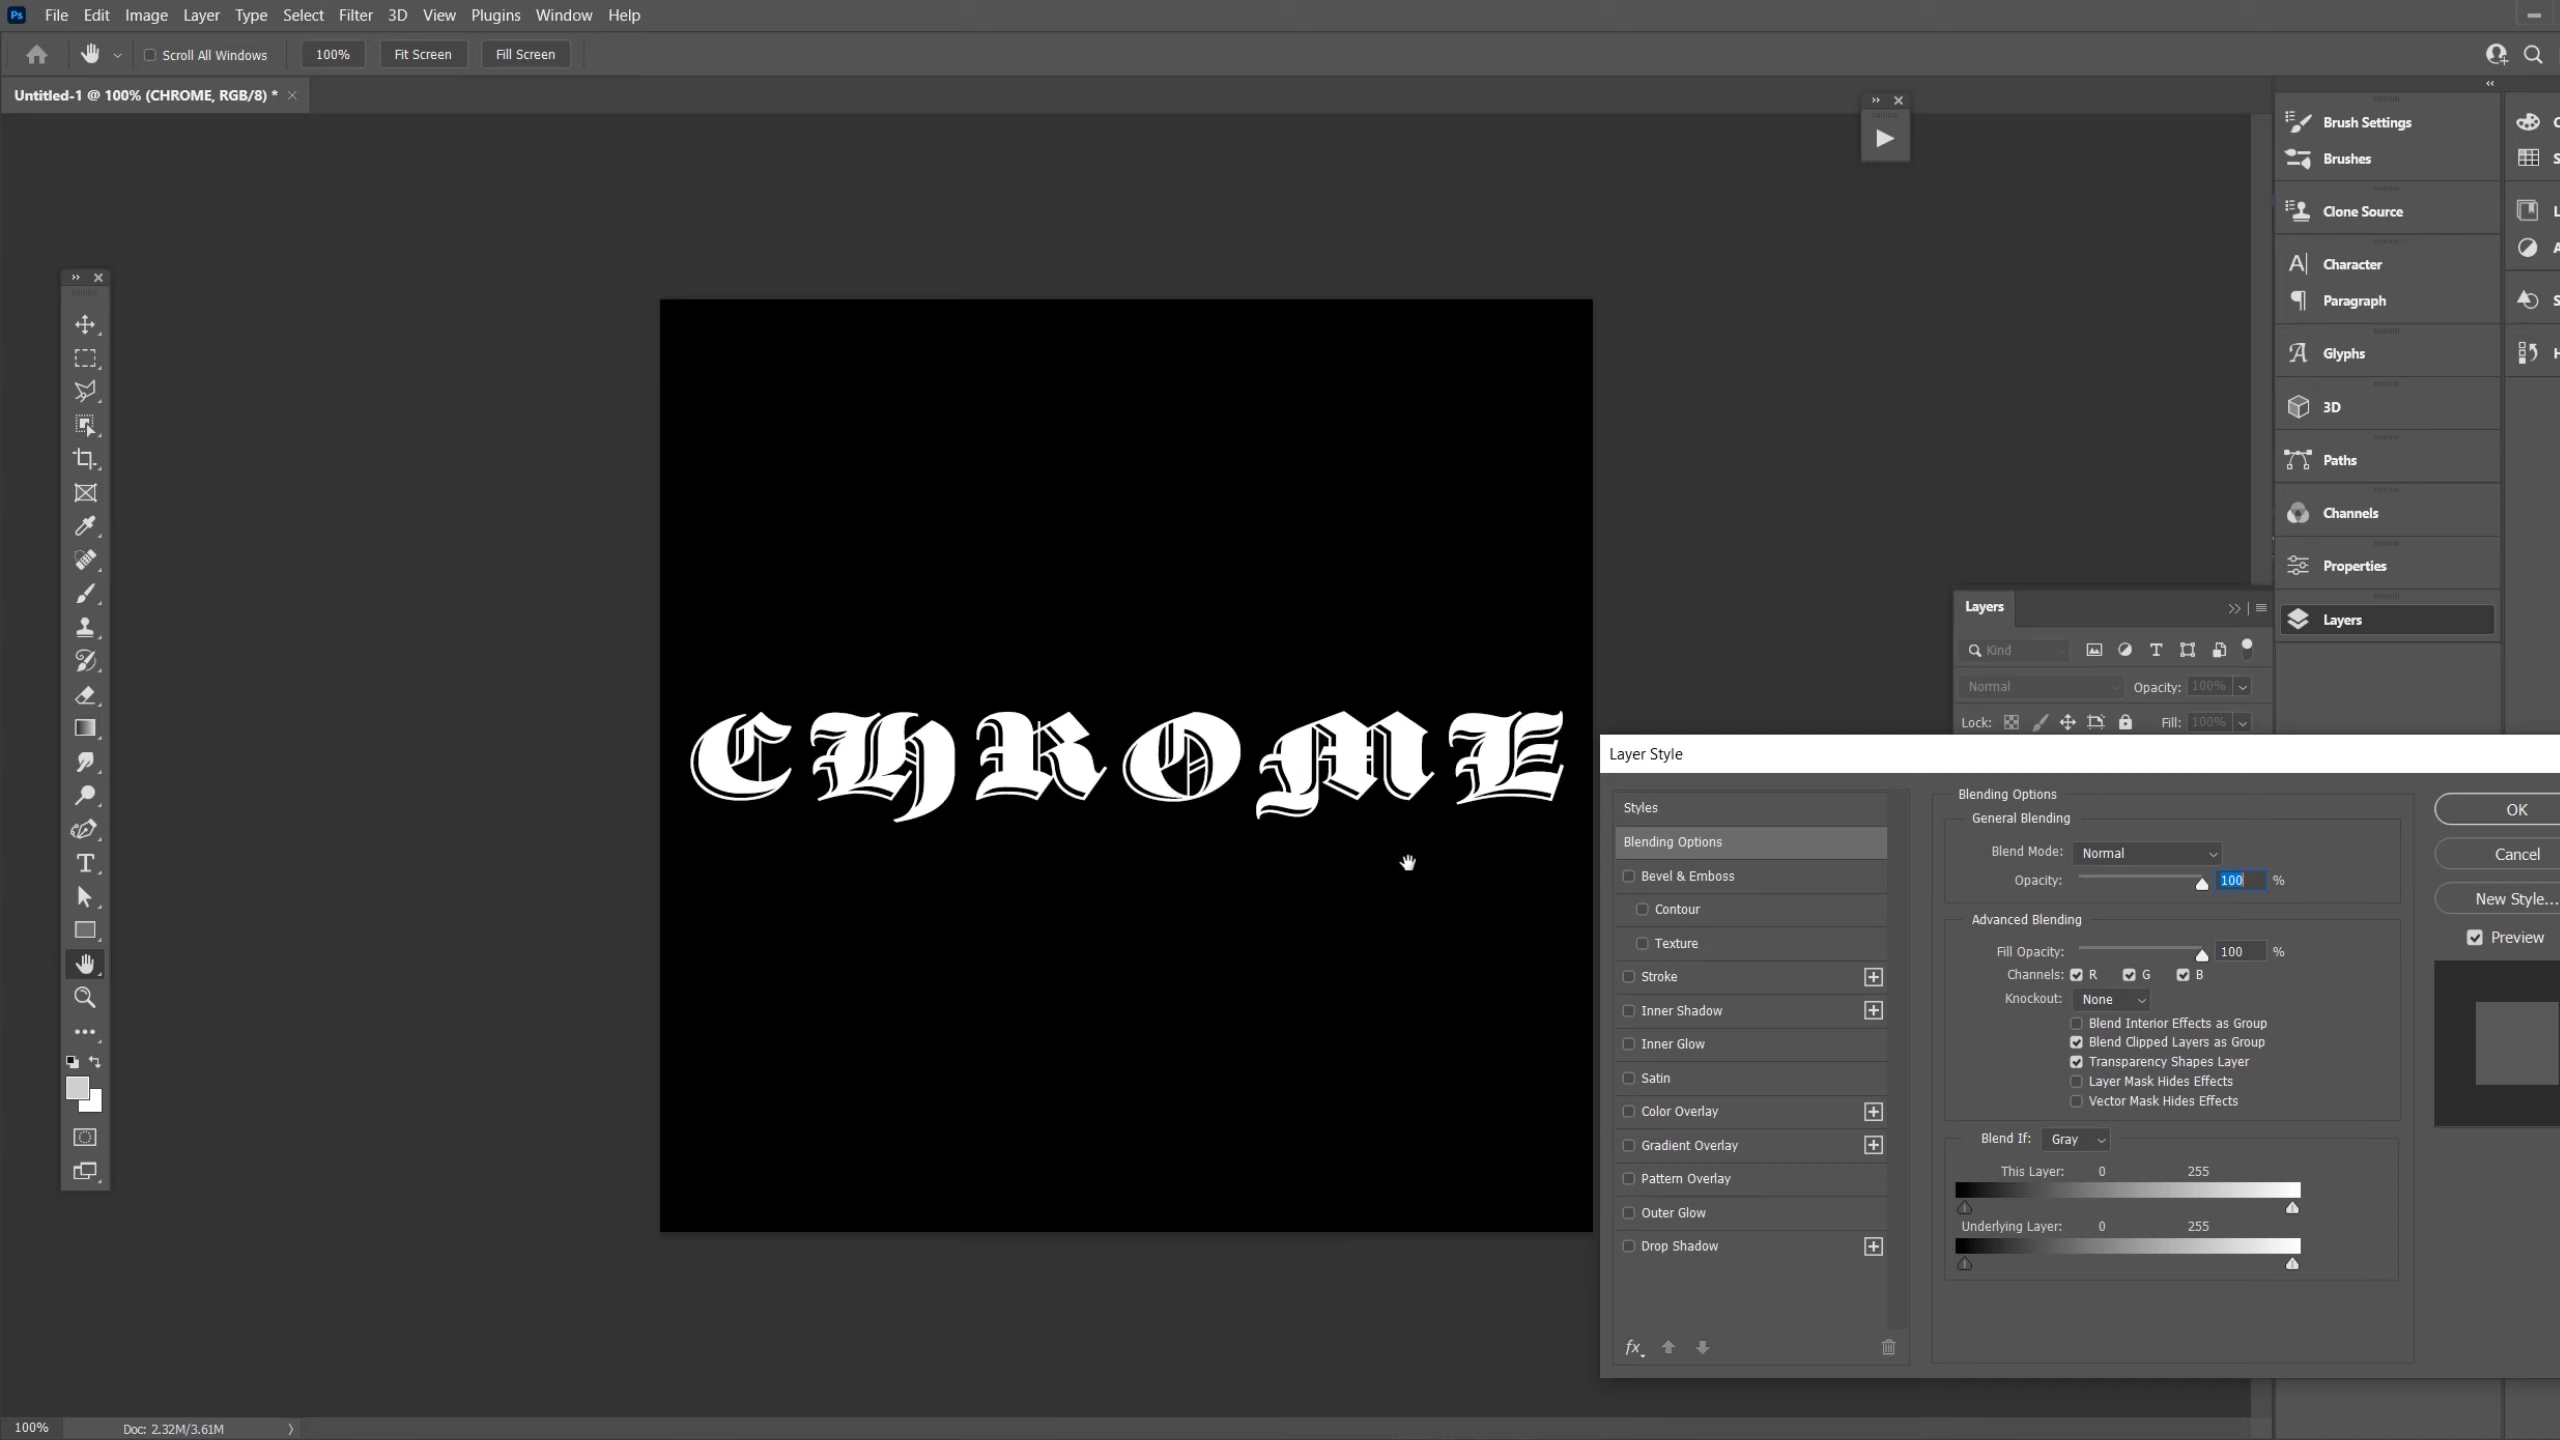 Ps File Edit Image Layer Type Select Filter 3D View Plugins Window Help
Scroll All Windows 100% Fit Screen Fill Screen
Untitled-1 @ 100% (CHROME, RGB/8) *
Brush Settings
Brushes
Clone Source
Character
Paragraph
Glyphs
3D
Paths
Channels
Properties
Layers
CHROME
Layers
Kind
Normal Opacity: 100%
Lock: Fill: 100%
Layer Style
Styles
Blending Options
Bevel & Emboss
Contour
Texture
Stroke
Inner Shadow
Inner Glow
Satin
Color Overlay
Gradient Overlay
Pattern Overlay
Outer Glow
Drop Shadow
fx
Blending Options
General Blending
Blend Mode: Normal
Opacity: 100 %
Advanced Blending
Fill Opacity: 100 %
Channels: R G B
Knockout: None
Blend Interior Effects as Group
Blend Clipped Layers as Group
Transparency Shapes Layer
Layer Mask Hides Effects
Vector Mask Hides Effects
Blend If: Gray
This Layer: 0 255
Underlying Layer: 0 255
OK
Cancel
New Style...
Preview
100% Doc: 2.32M/3.61M